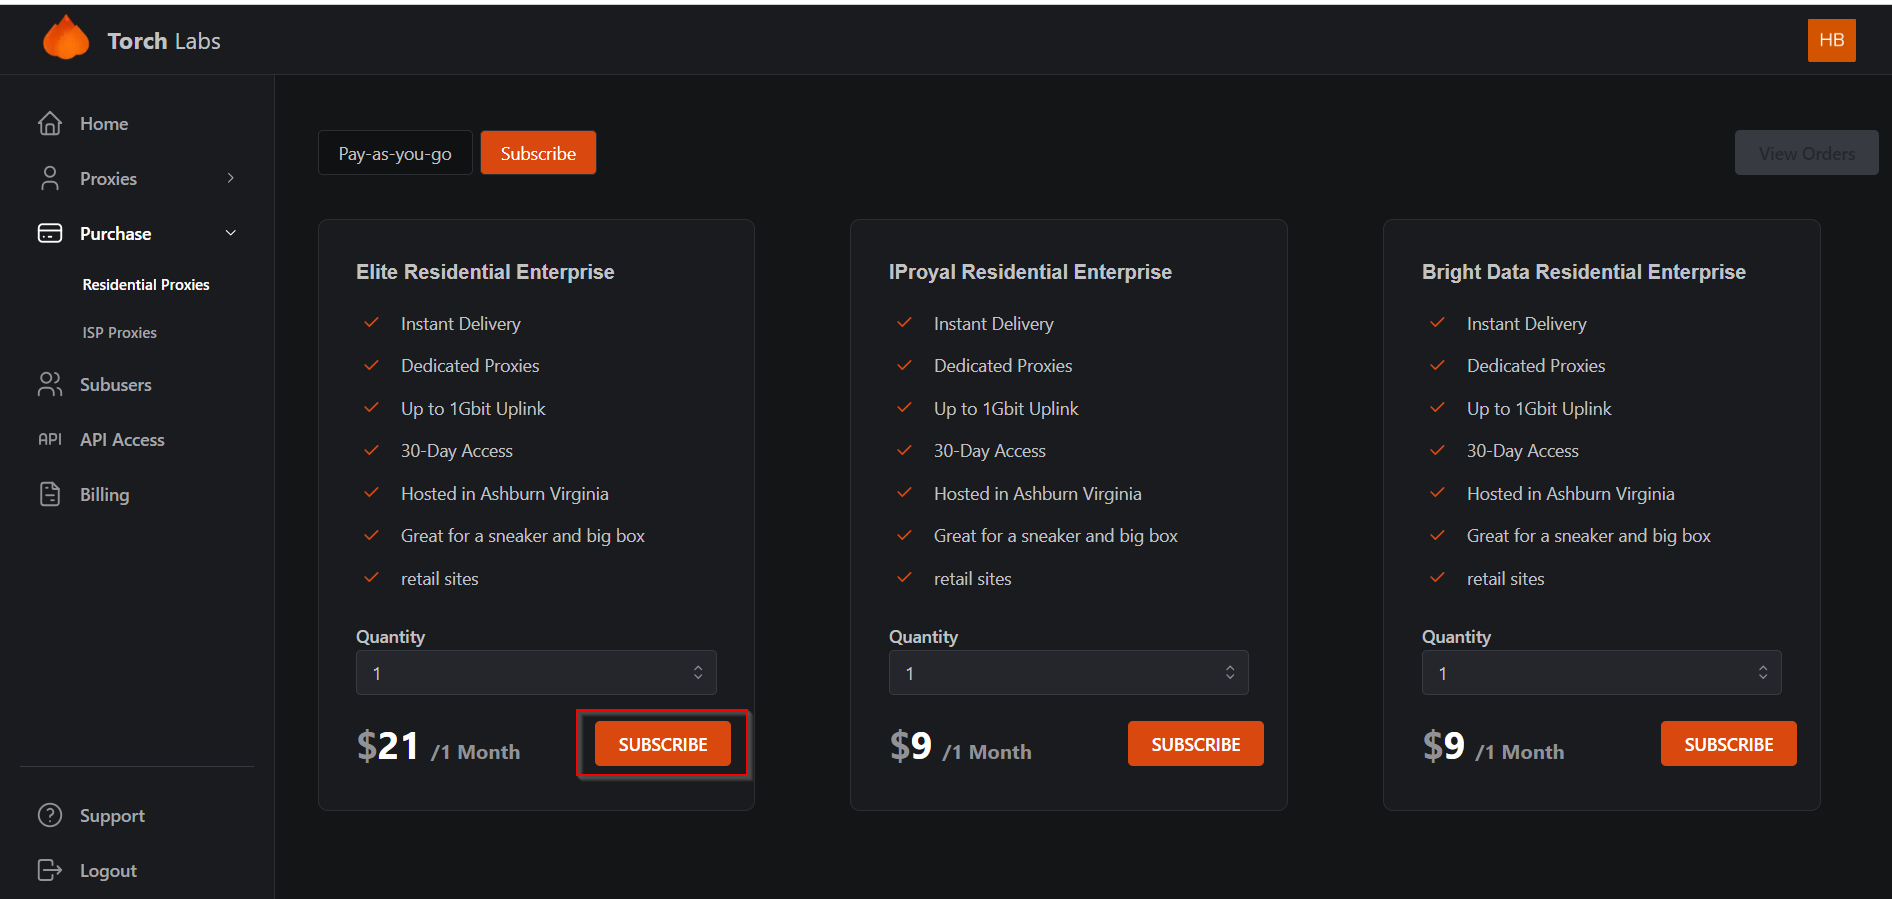 Torch Labs
HB
Home
Proxies
Purchase
Residential Proxies
ISP Proxies
Subusers
API API Access
Billing
Support
Logout
Pay-as-you-go
Subscribe
View Orders
Elite Residential Enterprise
Instant Delivery
Dedicated Proxies
Up to 1Gbit Uplink
30-Day Access
Hosted in Ashburn Virginia
Great for a sneaker and big box
retail sites
Quantity
1
$21 /1 Month
SUBSCRIBE
IProyal Residential Enterprise
Instant Delivery
Dedicated Proxies
Up to 1Gbit Uplink
30-Day Access
Hosted in Ashburn Virginia
Great for a sneaker and big box
retail sites
Quantity
1
$9 /1 Month
SUBSCRIBE
Bright Data Residential Enterprise
Instant Delivery
Dedicated Proxies
Up to 1Gbit Uplink
30-Day Access
Hosted in Ashburn Virginia
Great for a sneaker and big box
retail sites
Quantity
1
$9 /1 Month
SUBSCRIBE